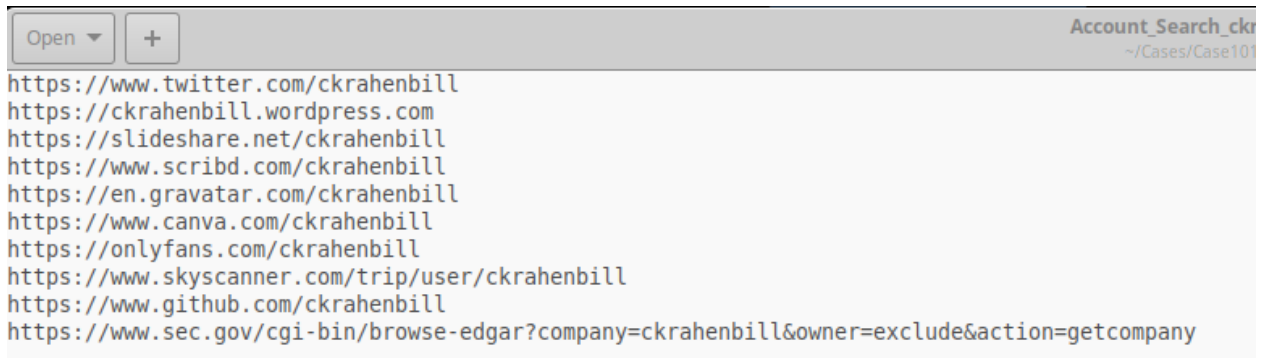 Open
+
Account_Search_ckr
~/Cases/Case101
https://www.twitter.com/ckrahenbill
https://ckrahenbill.wordpress.com
https://slideshare.net/ckrahenbill
https://www.scribd.com/ckrahenbill
https://en.gravatar.com/ckrahenbill
https://www.canva.com/ckrahenbill
https://onlyfans.com/ckrahenbill
https://www.skyscanner.com/trip/user/ckrahenbill
https://www.github.com/ckrahenbill
https://www.sec.gov/cgi-bin/browse-edgar?company=ckrahenbill&owner=exclude&action=getcompany